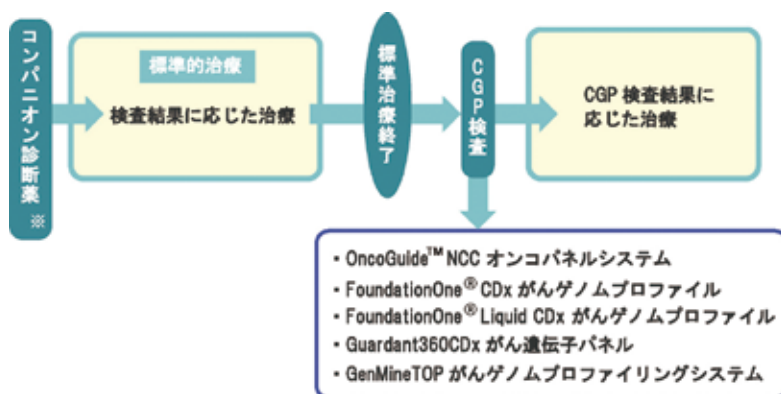 コンパニオン診断薬※
標準的治療
検査結果に応じた治療
標準治療終了
CGP検査
CGP 検査結果に
応じた治療
・OncoGuide™ NCC オンコパネルシステム
・FoundationOne® CDx がんゲノムプロファイル
・FoundationOne® Liquid CDx がんゲノムプロファイル
・Guardant360CDx がん遺伝子パネル
・GenMineTOP がんゲノムプロファイリングシステム